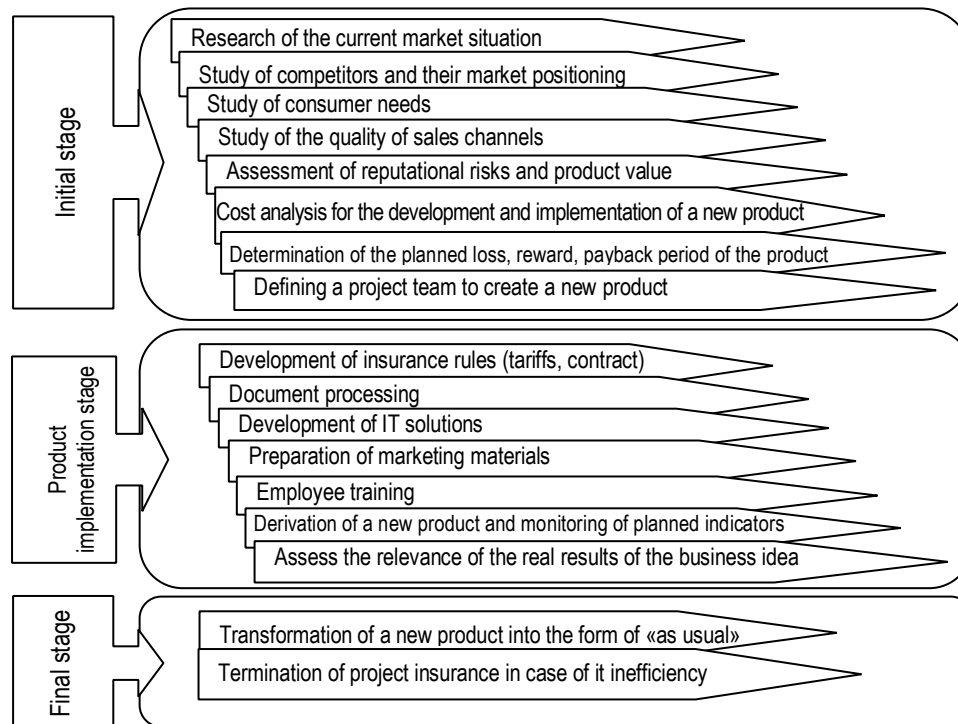 Initial stage
Research of the current market situation
Study of competitors and their market positioning
Study of consumer needs
Study of the quality of sales channels
Assessment of reputational risks and product value
Cost analysis for the development and implementation of a new product
Determination of the planned loss, reward, payback period of the product
Defining a project team to create a new product
Product
implementation stage
Development of insurance rules (tariffs, contract)
Document processing
Development of IT solutions
Preparation of marketing materials
Employee training
Derivation of a new product and monitoring of planned indicators
Assess the relevance of the real results of the business idea
Final stage
Transformation of a new product into the form of «as usual»
Termination of project insurance in case of it inefficiency